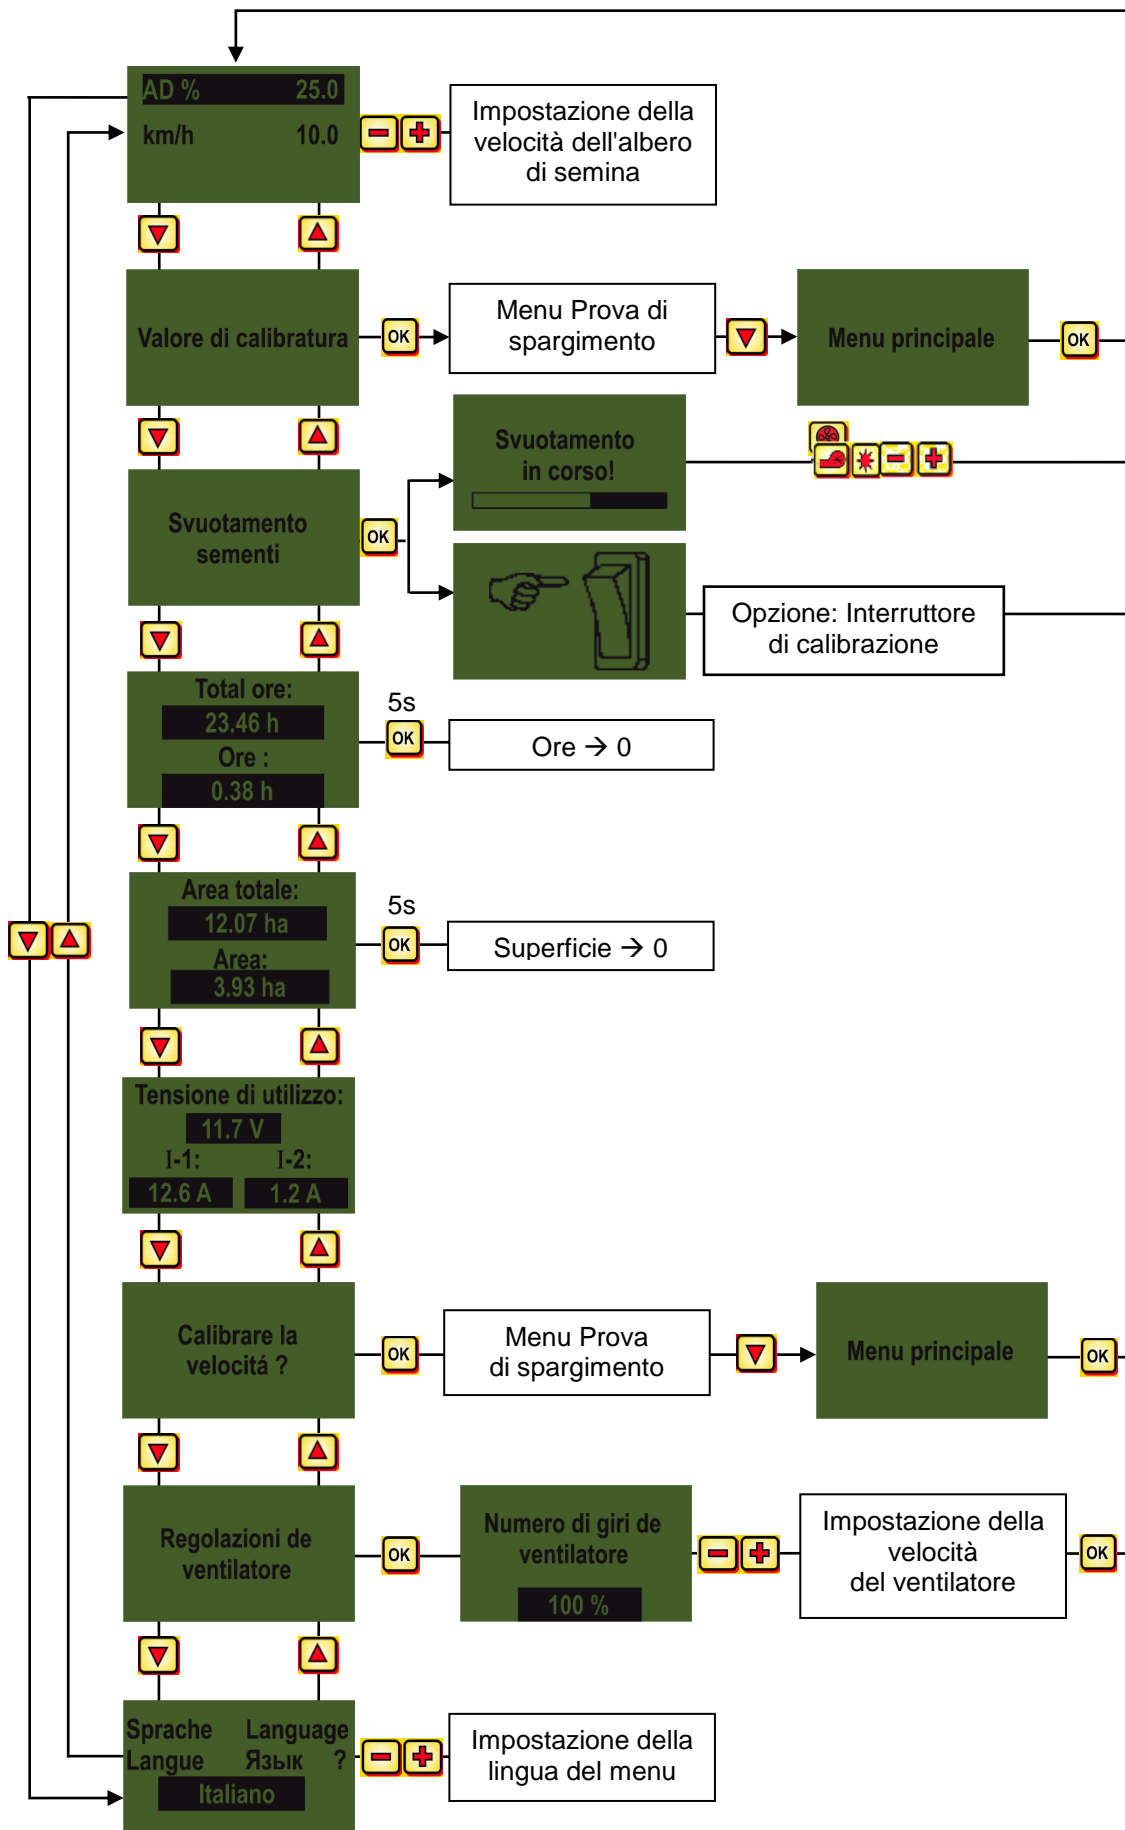 AD % 25.0
km/h 10.0
Impostazione della
velocità dell'albero
di semina
Valore di calibratura
OK
Menu Prova di
spargimento
Menu principale
OK
Svuotamento
sementi
OK
Svuotamento
in corso!
Opzione: Interruttore
di calibrazione
Total ore:
23.46 h
Ore :
0.38 h
5s
OK
Ore → 0
Area totale:
12.07 ha
Area:
3.93 ha
5s
OK
Superficie → 0
Tensione di utilizzo:
11.7 V
I-1: I-2:
12.6 A 1.2 A
Calibrare la
velocitá ?
OK
Menu Prova
di spargimento
Menu principale
OK
Regolazioni de
ventilatore
OK
Numero di giri de
ventilatore
100 %
Impostazione della
velocità
del ventilatore
OK
Sprache Language
Langue Язык ?
Italiano
Impostazione della
lingua del menu